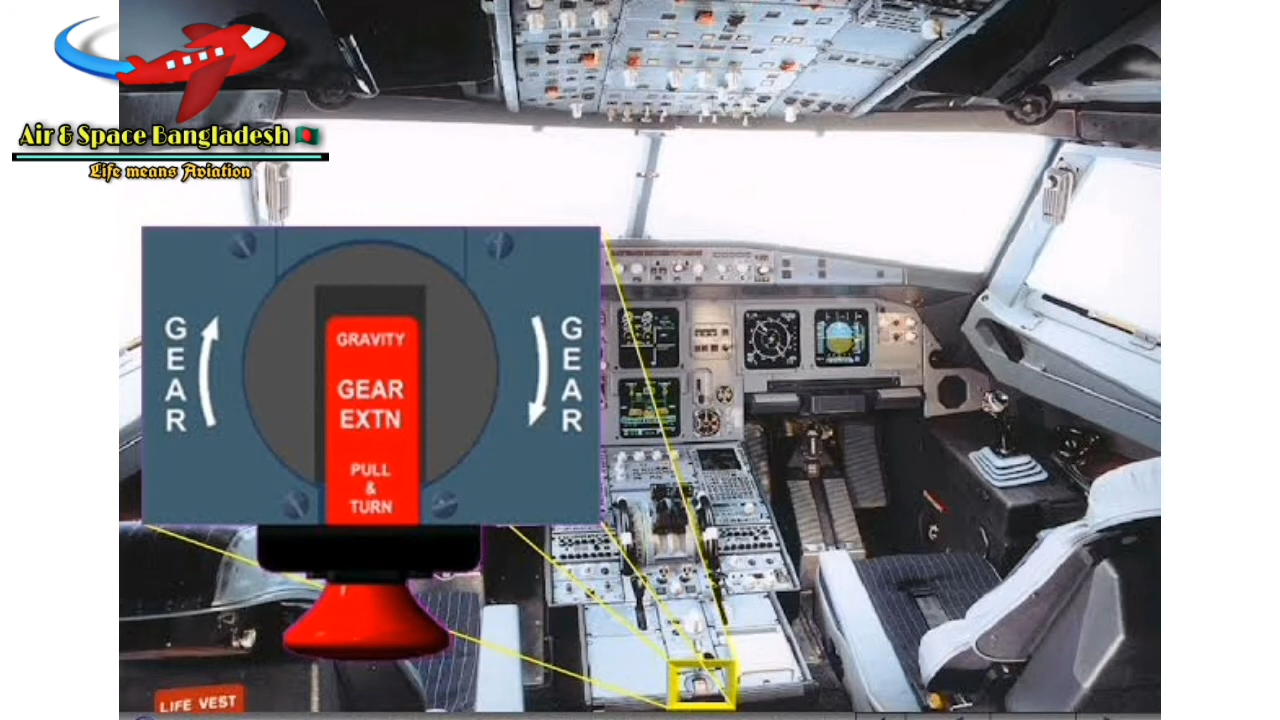 Air & Space Bangladesh 🇧🇩
Life means Aviation
GEAR
GRAVITY
GEAR
EXTN
PULL
&
TURN
GEAR
LIFE VEST